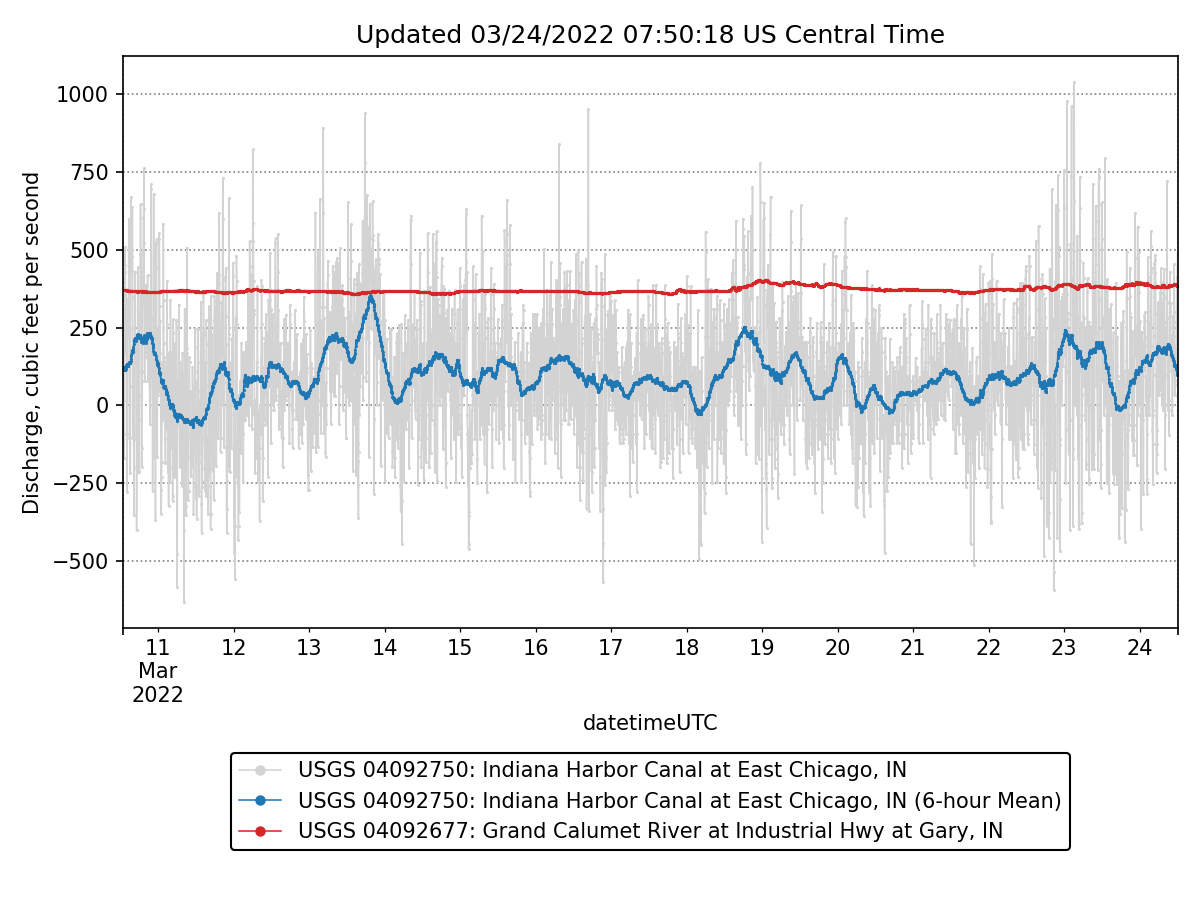 Updated 03/24/2022 07:50:18 US Central Time
Discharge, cubic feet per second
1000
750
500
250
0
−250
−500
11 12 13 14 15 16 17 18 19 20 21 22 23 24
Mar
2022
datetimeUTC
USGS 04092750: Indiana Harbor Canal at East Chicago, IN
USGS 04092750: Indiana Harbor Canal at East Chicago, IN (6-hour Mean)
USGS 04092677: Grand Calumet River at Industrial Hwy at Gary, IN